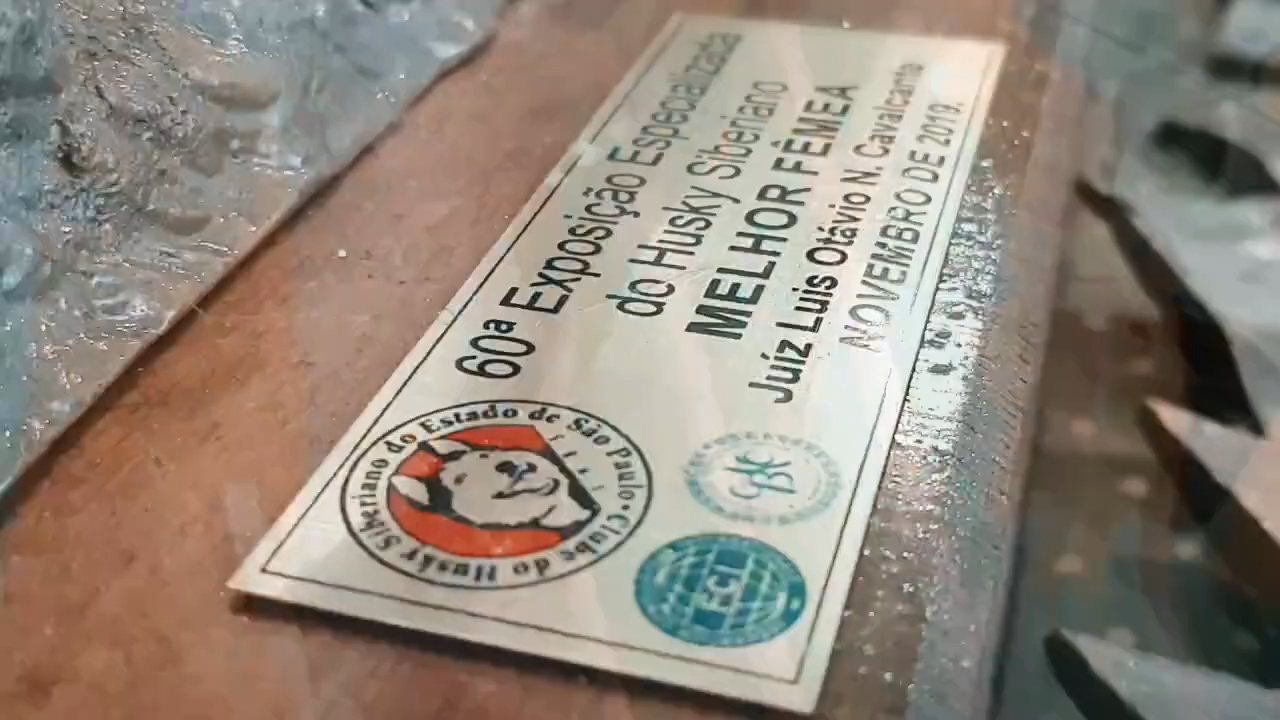 60ª Exposição Especializada
do Husky Siberiano
MELHOR FÊMEA
Juíz Luis Otávio N. Cavalcante
NOVEMBRO DE 2019.
Clube do Husky Siberiano do Estado de São Paulo •
FCI